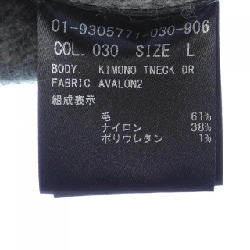 01-9305771-030-906
COL. 030 SIZE L
BODY. KIMONO TNECK DR
FABRIC AVALON2
組成表示
毛 61%
ナイロン 38%
ポリウレタン 1%